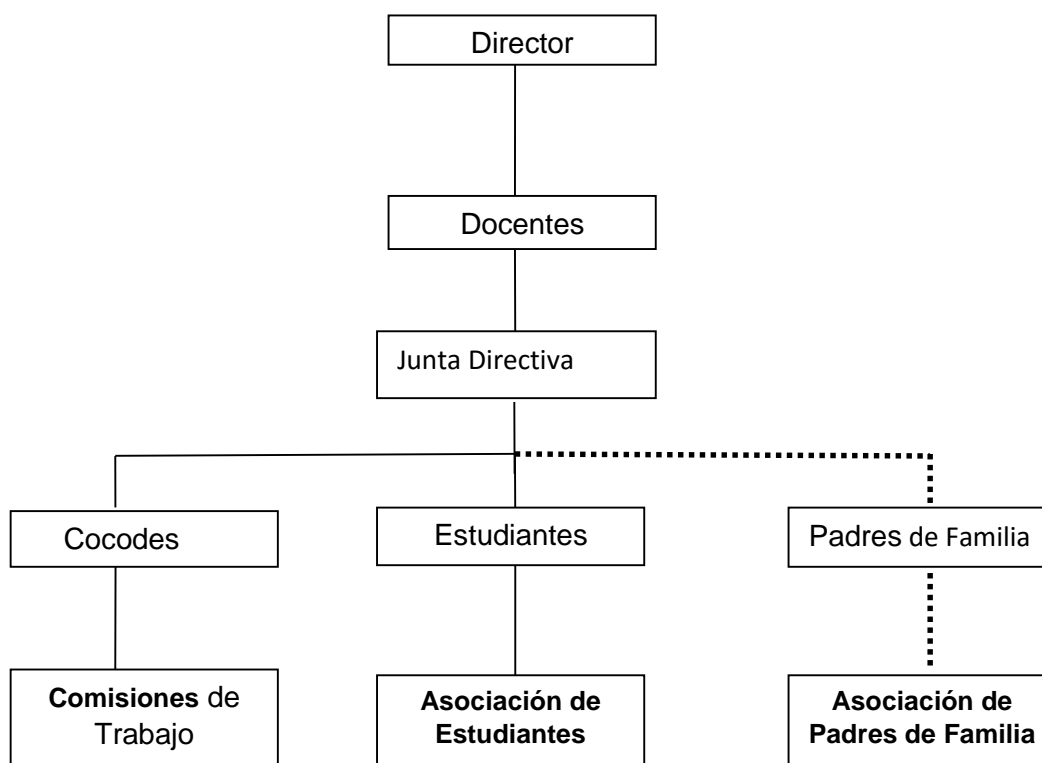 Director
Docentes
Junta Directiva
Cocodes
Estudiantes
Padres de Familia
Comisiones de
Trabajo
Asociación de
Estudiantes
Asociación de
Padres de Familia